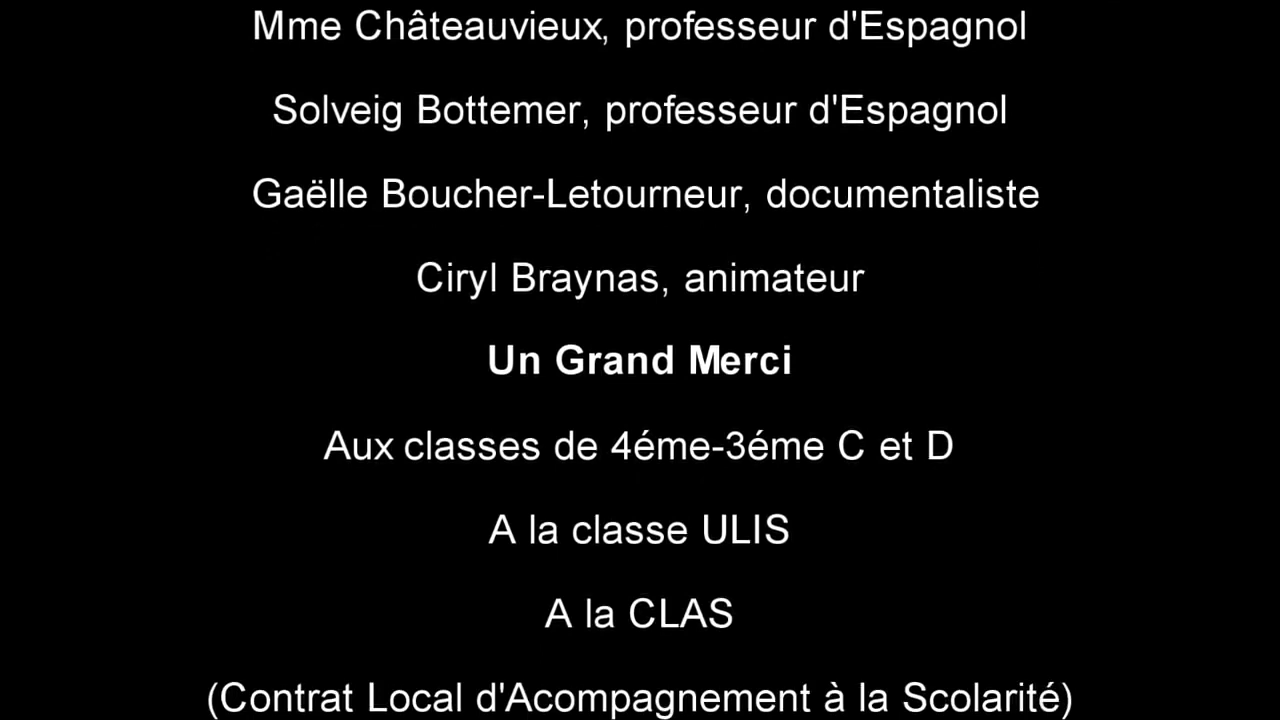 Mme Châteauvieux, professeur d'Espagnol
Solveig Bottemer, professeur d'Espagnol
Gaëlle Boucher-Letourneur, documentaliste
Ciryl Braynas, animateur
Un Grand Merci
Aux classes de 4éme-3éme C et D
A la classe ULIS
A la CLAS
(Contrat Local d'Acompagnement à la Scolarité)